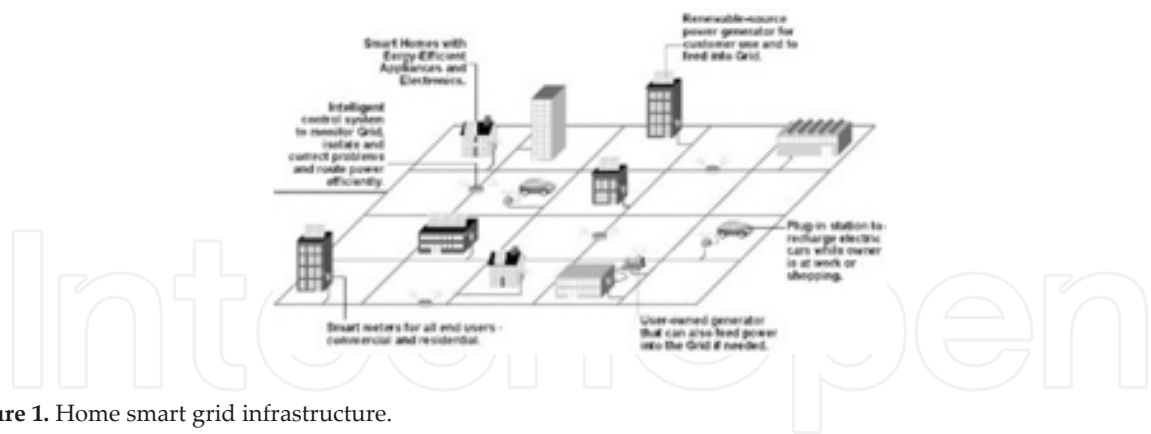 Renewable-source
power generator for
customer use and to
feed into Grid.
Smart Homes with
Eergy-Efficient
Appliances and
Electronics.
Intelligent
control system
to monitor Grid,
isolate and
correct problems
and route power
efficiently.
Plug-in station to
recharge electric
cars while owner
is at work or
shopping.
Smart meters for all end users -
commercial and residential.
User-owned generator
that can also feed power
into the Grid if needed.
IntechOpen
ure 1. Home smart grid infrastructure.